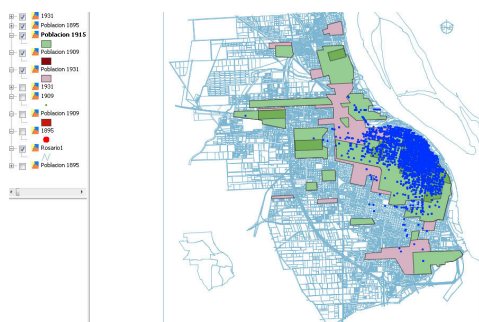 1931
Poblacion 1895
Poblacion 1915
Poblacion 1909
Poblacion 1931
1931
1909
Poblacion 1909
1895
Rosario1
Poblacion 1895